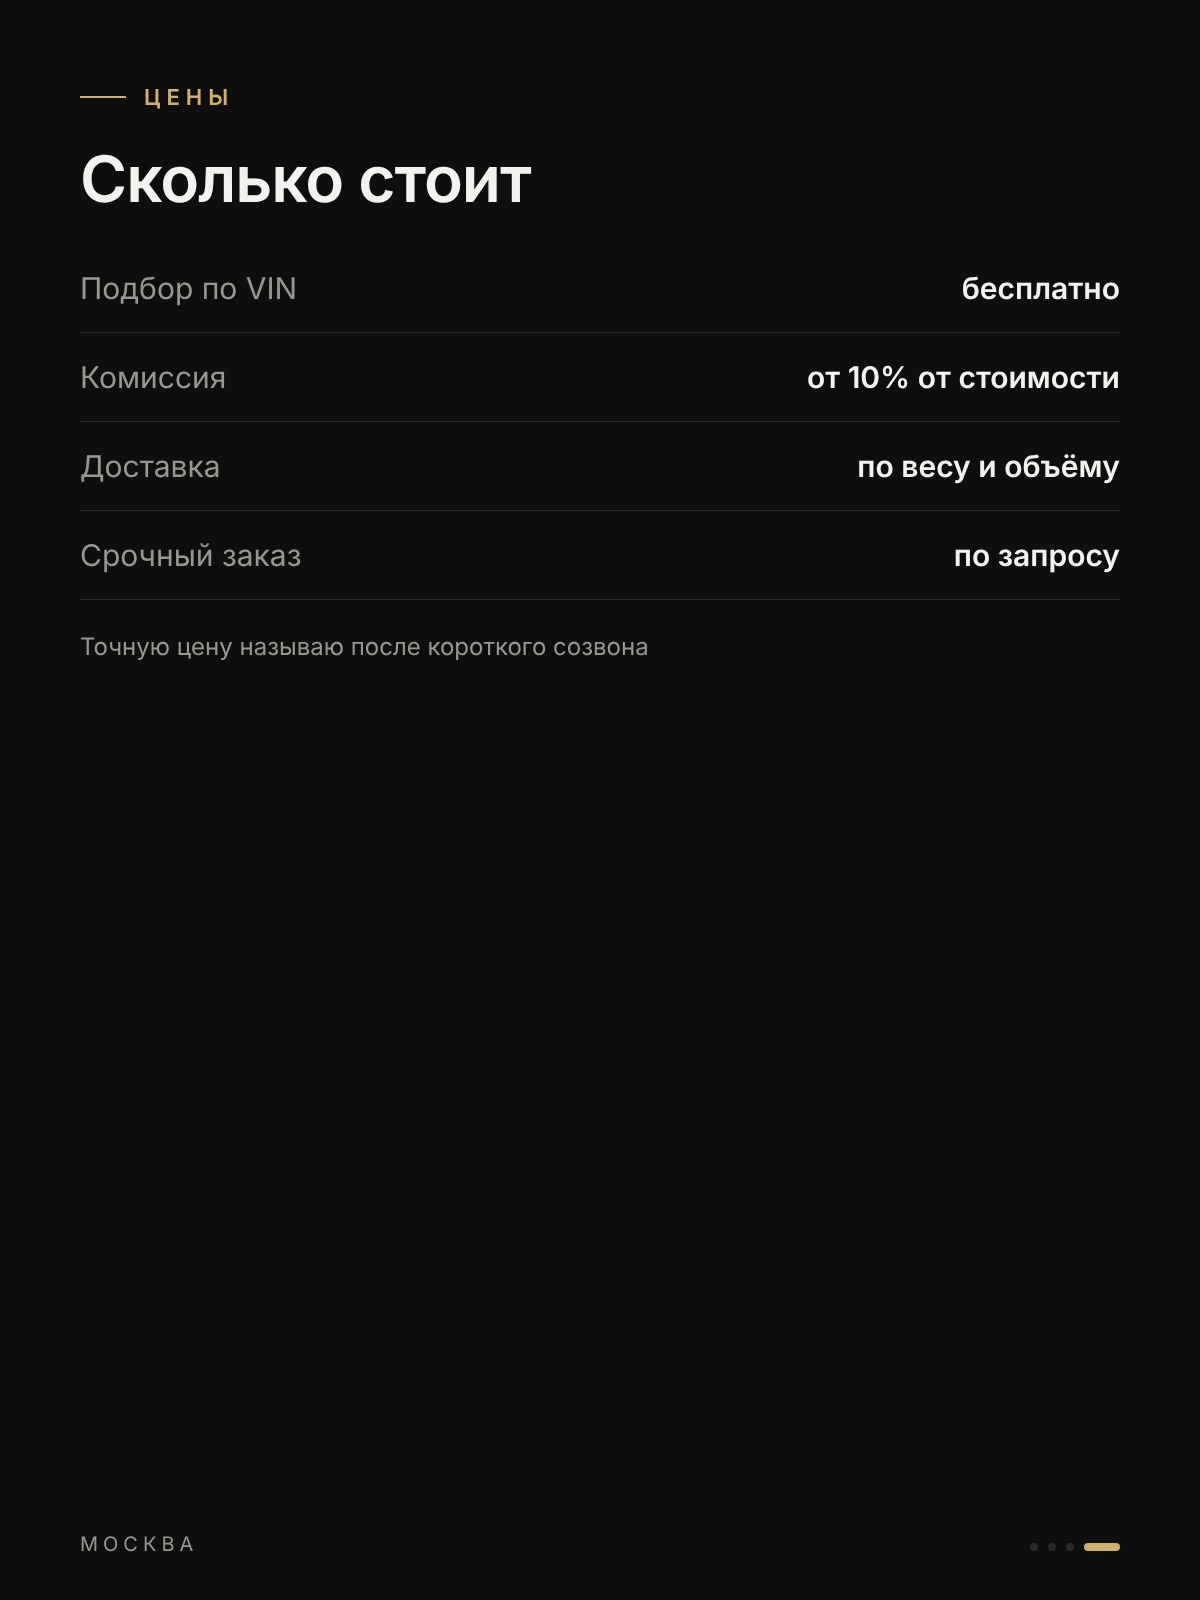 ЦЕНЫ
Сколько стоит
Подбор по VIN бесплатно
Комиссия от 10% от стоимости
Доставка по весу и объёму
Срочный заказ по запросу
Точную цену называю после короткого созвона
МОСКВА